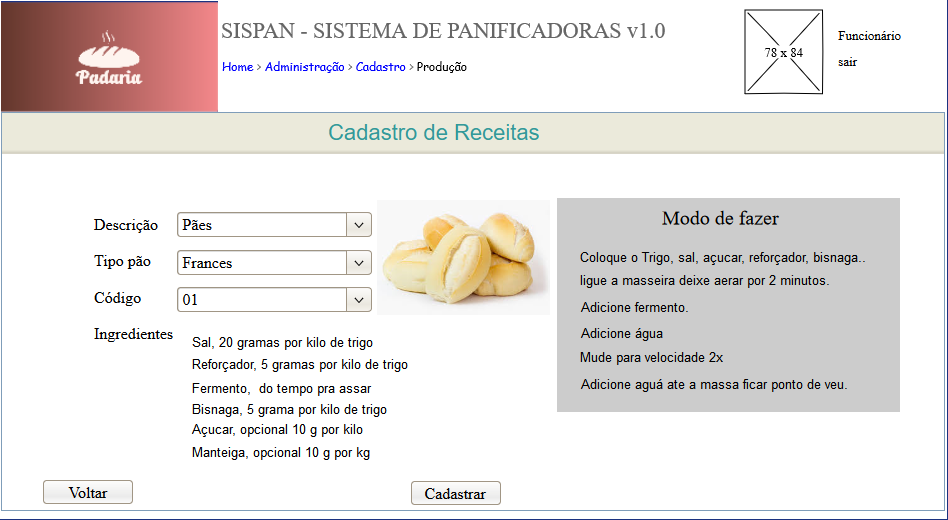 Padaria
SISPAN - SISTEMA DE PANIFICADORAS v1.0
Home > Administração > Cadastro > Produção
78 x 84
Funcionário
sair
Cadastro de Receitas
Descrição
Pães
Tipo pão
Frances
Código
01
Ingredientes
Sal, 20 gramas por kilo de trigo
Reforçador, 5 gramas por kilo de trigo
Fermento,  do tempo pra assar
Bisnaga, 5 grama por kilo de trigo
Açucar, opcional 10 g por kilo
Manteiga, opcional 10 g por kg
Modo de fazer
Coloque o Trigo, sal, açucar, reforçador, bisnaga..
ligue a masseira deixe aerar por 2 minutos.
Adicione fermento.
Adicione água
Mude para velocidade 2x
Adicione aguá ate a massa ficar ponto de veu.
Voltar
Cadastrar